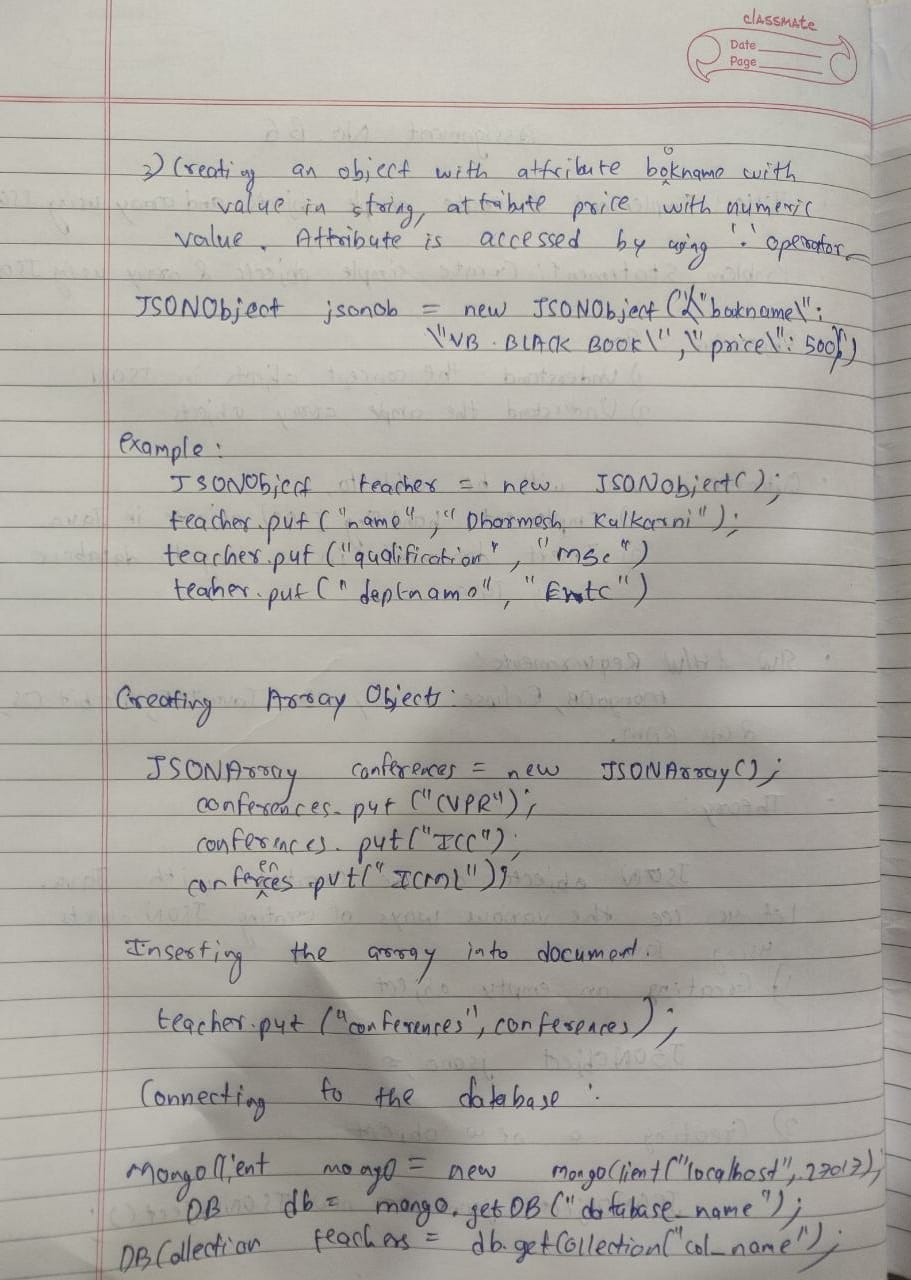 classmate
Date
Page
3) Creating an object with attribute bookname with
value in string, attribute price with numeric
value. Attribute is accessed by using '.' operator.
JSONObject jsonob = new JSONObject("{\"bookname\":
\"VB. BLACK BOOK\",\"price\": 500}")
example:
JSONObject teacher = new JSONobject();
teacher.put("name", "Dharmesh Kulkarni");
teacher.put("qualification", "msc")
teaher.put("deptname", "Entc")
Creating Array Objects:
JSONArray conferences = new JSONArray();
conferences.put("CVPR");
conferences.put("ICC");
conferences.put("ICML");
Inserting the array into document.
teacher.put("conferences", conferences);
Connecting to the database:
MongoClient mongo = new mongoClient("localhost", 27017);
DB db = mongo.getDB("database_name");
DBCollection teachers = db.getCollection("col_name");